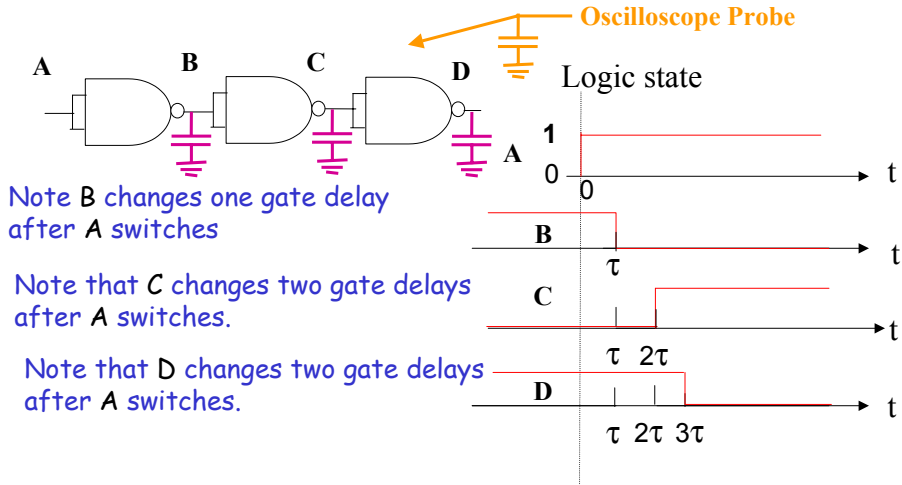 Oscilloscope Probe
A B C D
Logic state
A 1
0
0 t
Note B changes one gate delay
after A switches
B
τ t
Note that C changes two gate delays
after A switches.
C
τ 2τ t
Note that D changes two gate delays
after A switches.
D
τ 2τ 3τ t